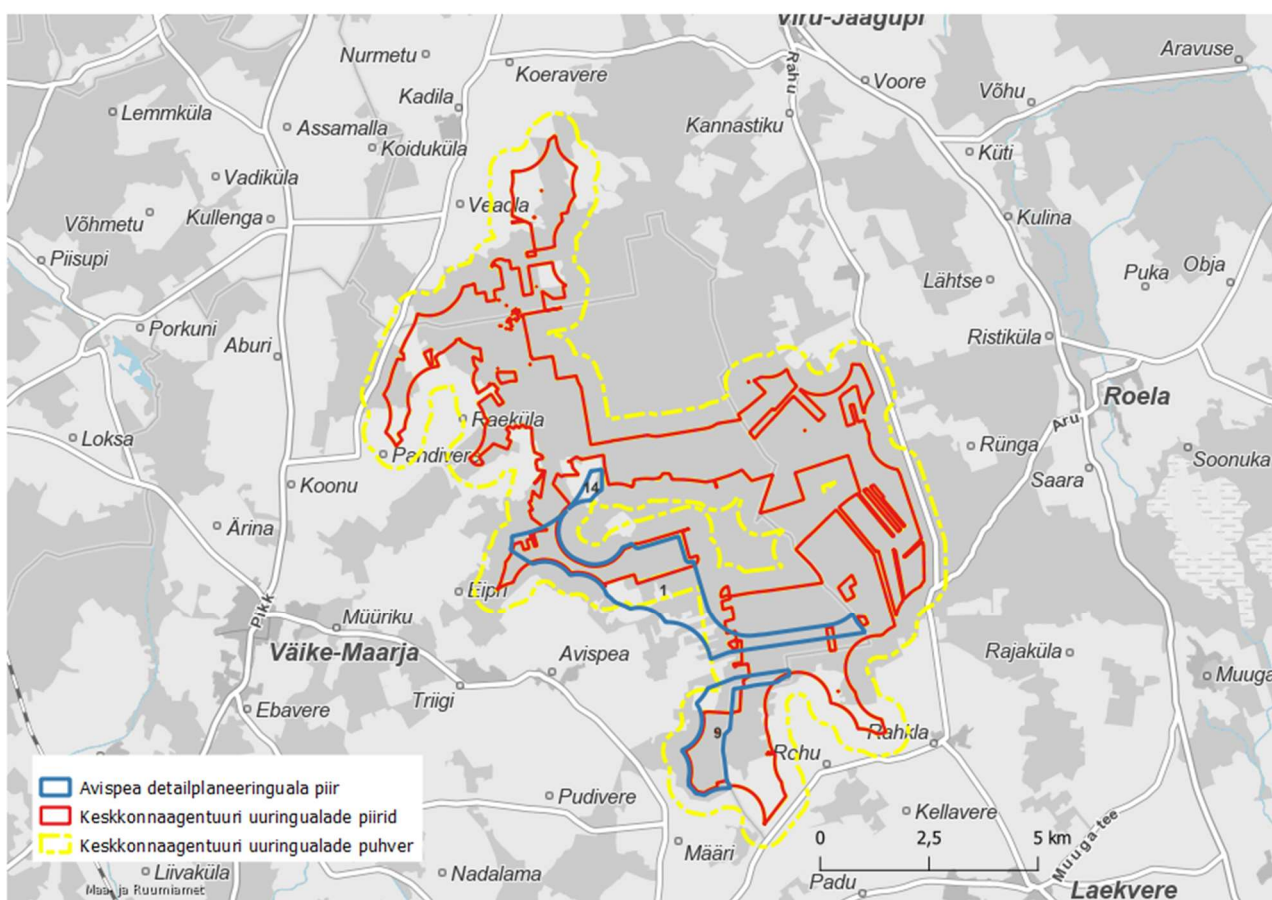 Viru-Jaagupi
Nurmetu
Koeravere
Rahu
Aravuse
Voore
Võhu
Kadila
Lemmküla
Assamalla
Kannastiku
Koiduküla
Küti
Vadiküla
Veadla
Võhmetu
Kullenga
Kulina
Piisupi
Lähtse
Puka
Obja
Porkuni
Aburi
Ristiküla
Roela
Raeküla
Aru
Loksa
Pandivere
Rünga
Soonuka
Saara
Koonu
14
Ärina
Eipri
1
Pikk
Müüriku
Väike-Maarja
Avispea
Rajaküla
Triigi
Muuga
Ebavere
9
Rahkla
Rohu
Avispea detailplaneeringuala piir
Keskkonnaagentuuri uuringualade piirid
Keskkonnaagentuuri uuringualade puhver
Pudivere
Kellavere
0 2,5 5 km
Määri
Muuga-tee
Liivaküla
Nadalama
Padu
Laekvere
Maa- ja Ruumiamet